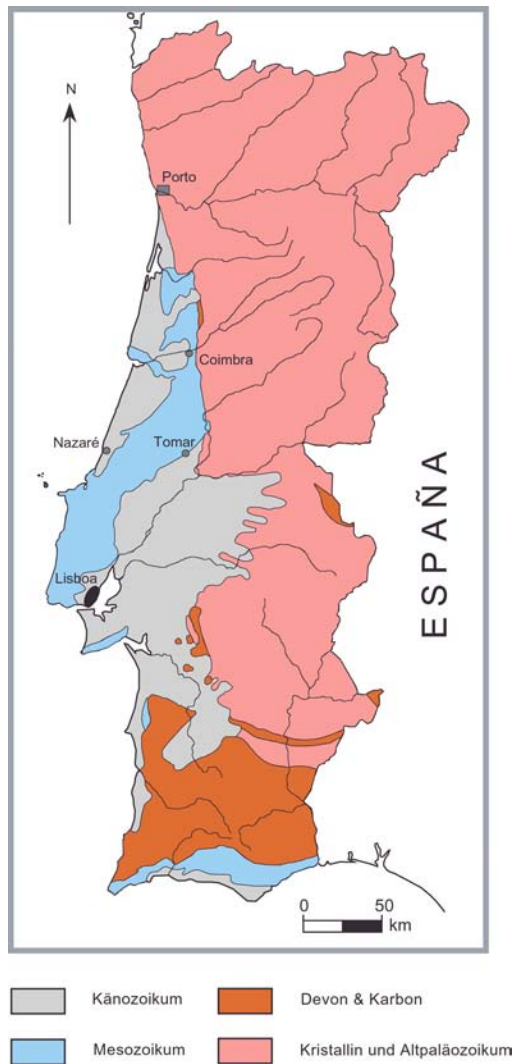 N
Porto
Coimbra
Nazaré
Tomar
ESPAÑA
Lisboa
0 50
km
Känozoikum
Devon & Karbon
Mesozoikum
Kristallin und Altpaläozoikum